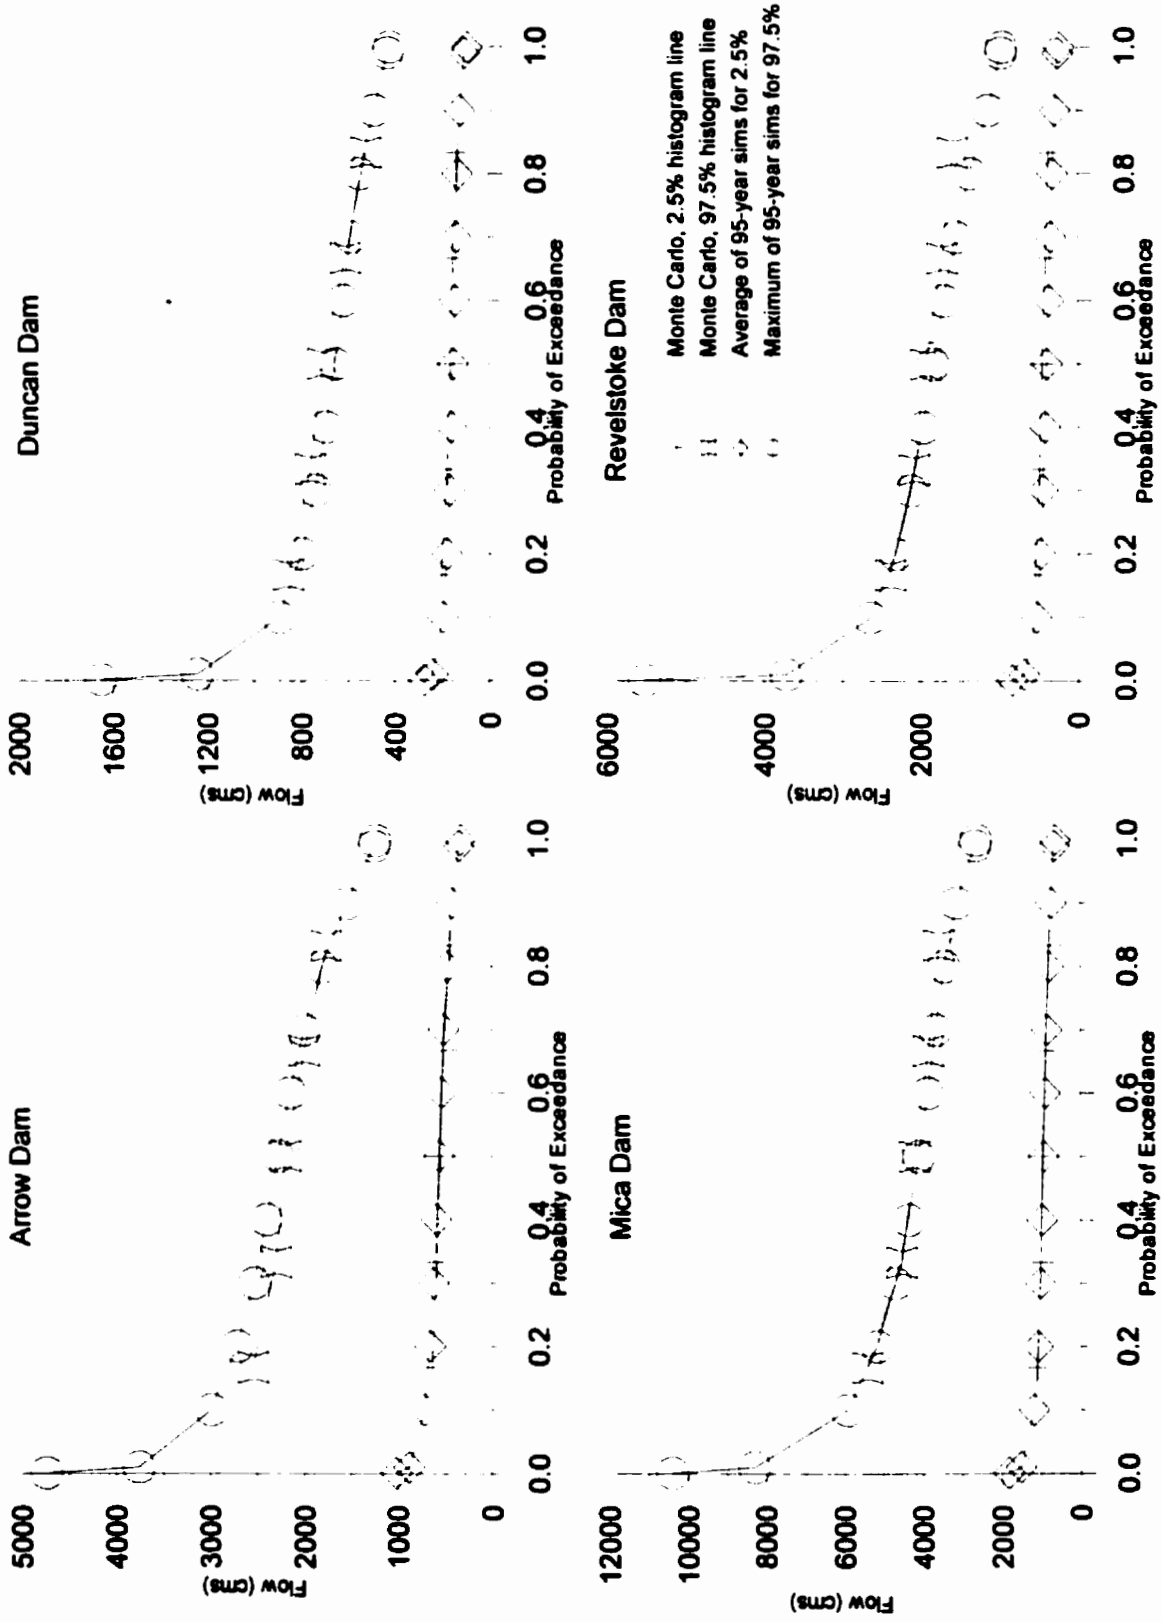 Arrow Dam
Flow (cms)
5000
4000
3000
2000
1000
0
0.0
0.2
0.4
0.6
0.8
1.0
Probability of Exceedance
Duncan Dam
Flow (cms)
2000
1600
1200
800
400
0
0.0
0.2
0.4
0.6
0.8
1.0
Probability of Exceedance
Mica Dam
Flow (cms)
12000
10000
8000
6000
4000
2000
0
0.0
0.2
0.4
0.6
0.8
1.0
Probability of Exceedance
Revelstoke Dam
Monte Carlo, 2.5% histogram line
Monte Carlo, 97.5% histogram line
Average of 95-year sims for 2.5%
Maximum of 95-year sims for 97.5%
Flow (cms)
6000
4000
2000
0
0.0
0.2
0.4
0.6
0.8
1.0
Probability of Exceedance